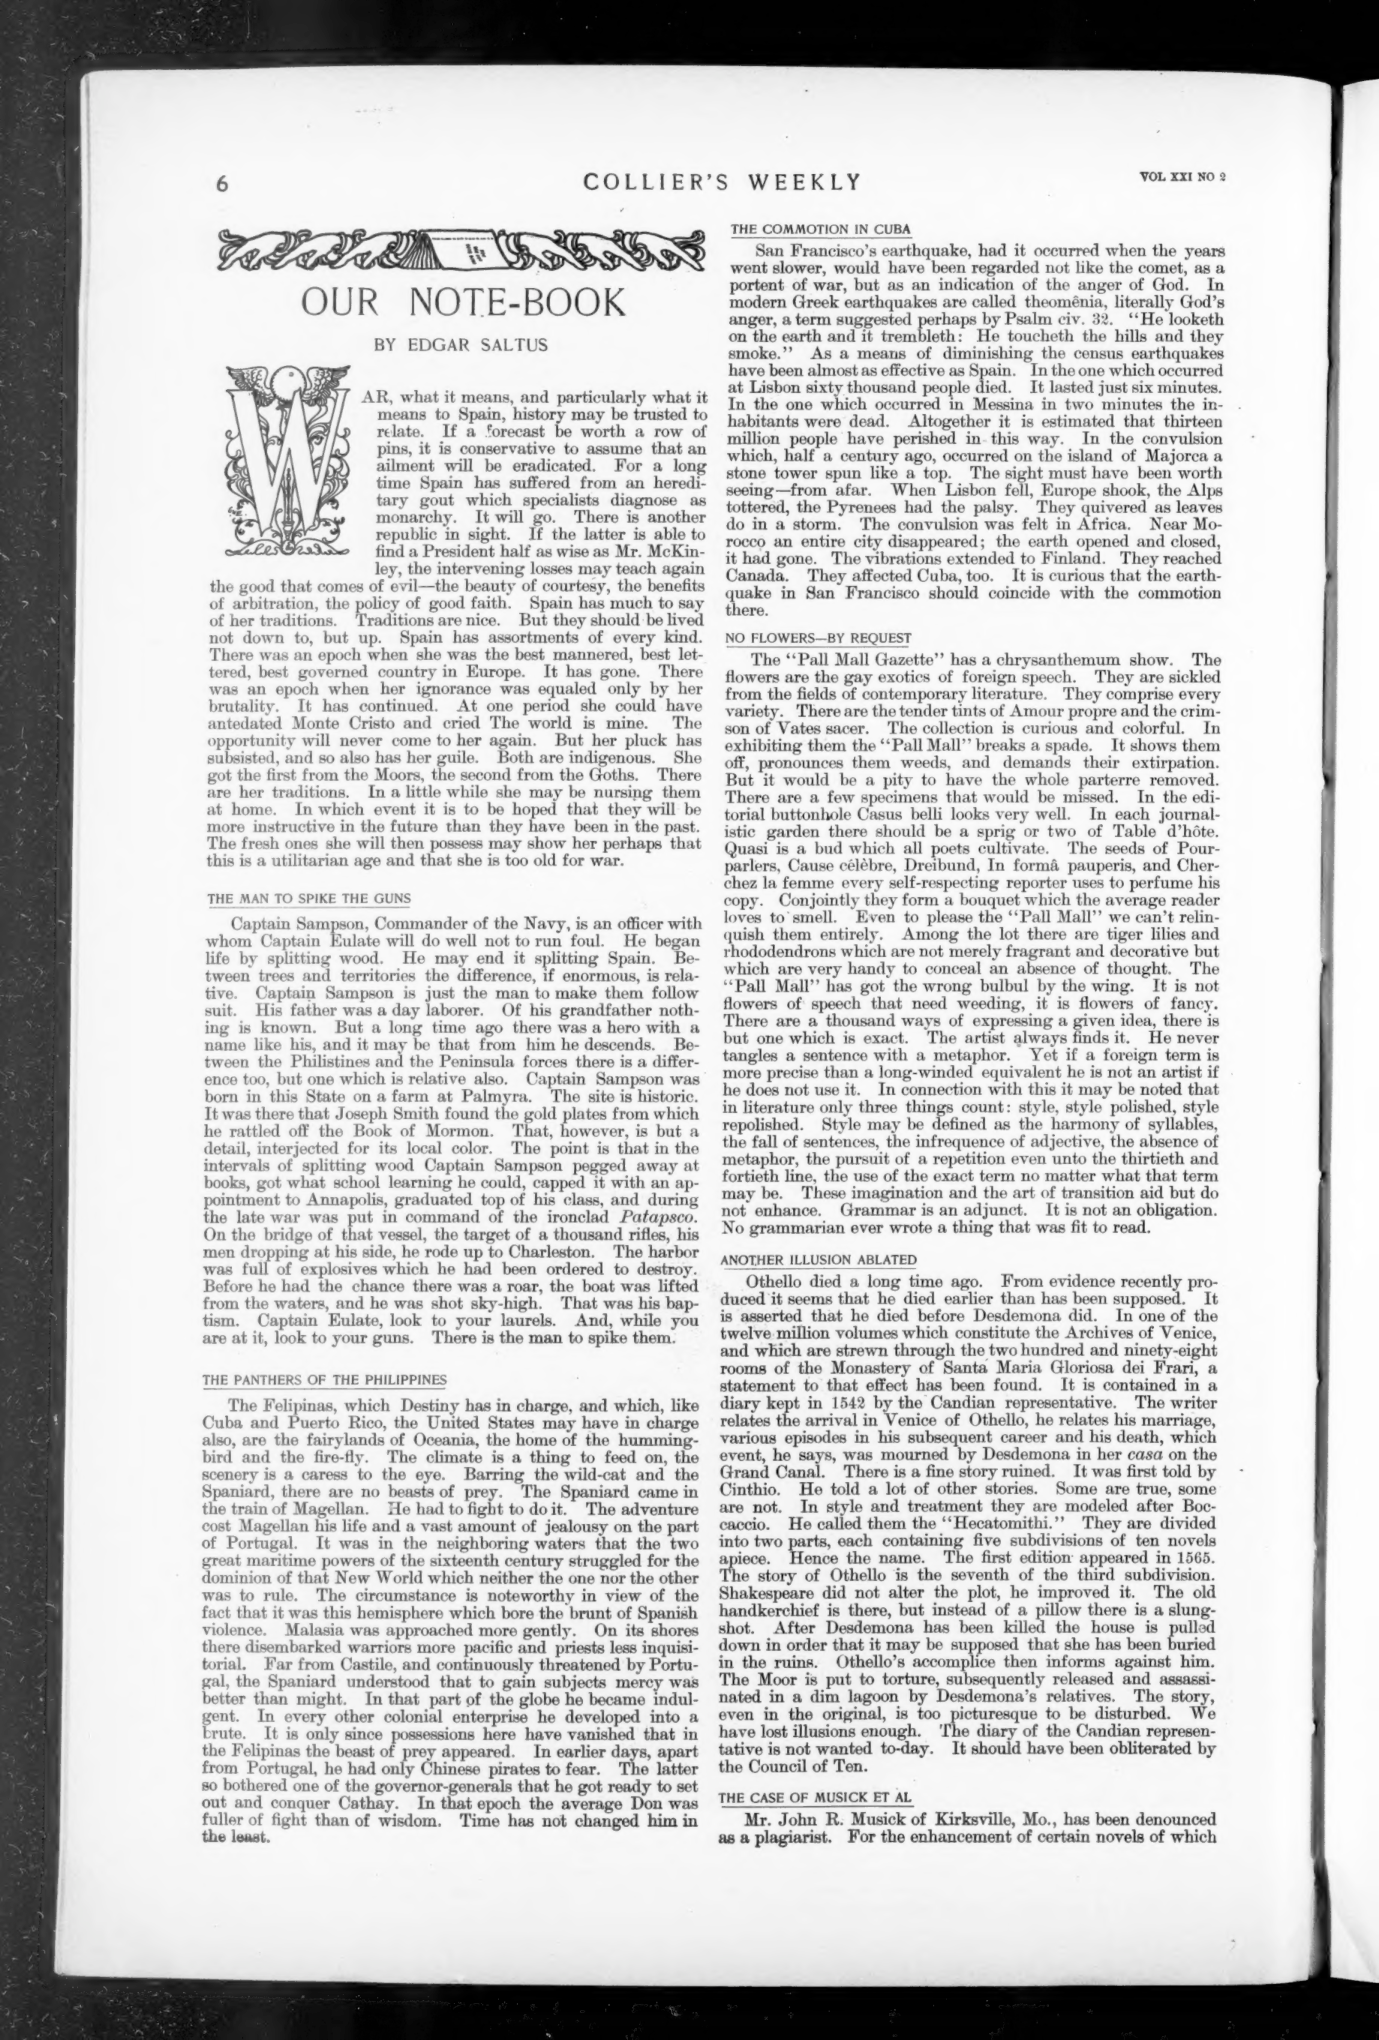 6
COLLIER'S WEEKLY
VOL XXI NO 2
OUR NOTE-BOOK
BY EDGAR SALTUS
WAR, what it means, and particularly what it
means to Spain, history may be trusted to
relate. If a forecast be worth a row of
pins, it is conservative to assume that an
ailment will be eradicated. For a long
time Spain has suffered from an heredi-
tary gout which specialists diagnose as
monarchy. It will go. There is another
republic in sight. If the latter is able to
find a President half as wise as Mr. McKin-
ley, the intervening losses may teach again
the good that comes of evil—the beauty of courtesy, the benefits
of arbitration, the policy of good faith. Spain has much to say
of her traditions. Traditions are nice. But they should be lived
not down to, but up. Spain has assortments of every kind.
There was an epoch when she was the best mannered, best let-
tered, best governed country in Europe. It has gone. There
was an epoch when her ignorance was equaled only by her
brutality. It has continued. At one period she could have
antedated Monte Cristo and cried The world is mine. The
opportunity will never come to her again. But her pluck has
subsisted, and so also has her guile. Both are indigenous. She
got the first from the Moors, the second from the Goths. There
are her traditions. In a little while she may be nursing them
at home. In which event it is to be hoped that they will be
more instructive in the future than they have been in the past.
The fresh ones she will then possess may show her perhaps that
this is a utilitarian age and that she is too old for war.
THE MAN TO SPIKE THE GUNS
Captain Sampson, Commander of the Navy, is an officer with
whom Captain Eulate will do well not to run foul. He began
life by splitting wood. He may end it splitting Spain. Be-
tween trees and territories the difference, if enormous, is rela-
tive. Captain Sampson is just the man to make them follow
suit. His father was a day laborer. Of his grandfather noth-
ing is known. But a long time ago there was a hero with a
name like his, and it may be that from him he descends. Be-
tween the Philistines and the Peninsula forces there is a differ-
ence too, but one which is relative also. Captain Sampson was
born in this State on a farm at Palmyra. The site is historic.
It was there that Joseph Smith found the gold plates from which
he rattled off the Book of Mormon. That, however, is but a
detail, interjected for its local color. The point is that in the
intervals of splitting wood Captain Sampson pegged away at
books, got what school learning he could, capped it with an ap-
pointment to Annapolis, graduated top of his class, and during
the late war was put in command of the ironclad Patapsco.
On the bridge of that vessel, the target of a thousand rifles, his
men dropping at his side, he rode up to Charleston. The harbor
was full of explosives which he had been ordered to destroy.
Before he had the chance there was a roar, the boat was lifted
from the waters, and he was shot sky-high. That was his bap-
tism. Captain Eulate, look to your laurels. And, while you
are at it, look to your guns. There is the man to spike them.
THE PANTHERS OF THE PHILIPPINES
The Felipinas, which Destiny has in charge, and which, like
Cuba and Puerto Rico, the United States may have in charge
also, are the fairylands of Oceania, the home of the humming-
bird and the fire-fly. The climate is a thing to feed on, the
scenery is a caress to the eye. Barring the wild-cat and the
Spaniard, there are no beasts of prey. The Spaniard came in
the train of Magellan. He had to fight to do it. The adventure
cost Magellan his life and a vast amount of jealousy on the part
of Portugal. It was in the neighboring waters that the two
great maritime powers of the sixteenth century struggled for the
dominion of that New World which neither the one nor the other
was to rule. The circumstance is noteworthy in view of the
fact that it was this hemisphere which bore the brunt of Spanish
violence. Malasia was approached more gently. On its shores
there disembarked warriors more pacific and priests less inquisi-
torial. Far from Castile, and continuously threatened by Portu-
gal, the Spaniard understood that to gain subjects mercy was
better than might. In that part of the globe he became indul-
gent. In every other colonial enterprise he developed into a
brute. It is only since possessions here have vanished that in
the Felipinas the beast of prey appeared. In earlier days, apart
from Portugal, he had only Chinese pirates to fear. The latter
so bothered one of the governor-generals that he got ready to set
out and conquer Cathay. In that epoch the average Don was
fuller of fight than of wisdom. Time has not changed him in
the least.
THE COMMOTION IN CUBA
San Francisco's earthquake, had it occurred when the years
went slower, would have been regarded not like the comet, as a
portent of war, but as an indication of the anger of God. In
modern Greek earthquakes are called theomênia, literally God's
anger, a term suggested perhaps by Psalm civ. 32. "He looketh
on the earth and it trembleth: He toucheth the hills and they
smoke." As a means of diminishing the census earthquakes
have been almost as effective as Spain. In the one which occurred
at Lisbon sixty thousand people died. It lasted just six minutes.
In the one which occurred in Messina in two minutes the in-
habitants were dead. Altogether it is estimated that thirteen
million people have perished in this way. In the convulsion
which, half a century ago, occurred on the island of Majorca a
stone tower spun like a top. The sight must have been worth
seeing—from afar. When Lisbon fell, Europe shook, the Alps
tottered, the Pyrenees had the palsy. They quivered as leaves
do in a storm. The convulsion was felt in Africa. Near Mo-
rocco an entire city disappeared; the earth opened and closed,
it had gone. The vibrations extended to Finland. They reached
Canada. They affected Cuba, too. It is curious that the earth-
quake in San Francisco should coincide with the commotion
there.
NO FLOWERS—BY REQUEST
The "Pall Mall Gazette" has a chrysanthemum show. The
flowers are the gay exotics of foreign speech. They are sickled
from the fields of contemporary literature. They comprise every
variety. There are the tender tints of Amour propre and the crim-
son of Vates sacer. The collection is curious and colorful. In
exhibiting them the "Pall Mall" breaks a spade. It shows them
off, pronounces them weeds, and demands their extirpation.
But it would be a pity to have the whole parterre removed.
There are a few specimens that would be missed. In the edi-
torial buttonhole Casus belli looks very well. In each journal-
istic garden there should be a sprig or two of Table d'hôte.
Quasi is a bud which all poets cultivate. The seeds of Pour-
parlers, Cause célèbre, Dreibund, In formâ pauperis, and Cher-
chez la femme every self-respecting reporter uses to perfume his
copy. Conjointly they form a bouquet which the average reader
loves to smell. Even to please the "Pall Mall" we can't relin-
quish them entirely. Among the lot there are tiger lilies and
rhododendrons which are not merely fragrant and decorative but
which are very handy to conceal an absence of thought. The
"Pall Mall" has got the wrong bulbul by the wing. It is not
flowers of speech that need weeding, it is flowers of fancy.
There are a thousand ways of expressing a given idea, there is
but one which is exact. The artist always finds it. He never
tangles a sentence with a metaphor. Yet if a foreign term is
more precise than a long-winded equivalent he is not an artist if
he does not use it. In connection with this it may be noted that
in literature only three things count: style, style polished, style
repolished. Style may be defined as the harmony of syllables,
the fall of sentences, the infrequence of adjective, the absence of
metaphor, the pursuit of a repetition even unto the thirtieth and
fortieth line, the use of the exact term no matter what that term
may be. These imagination and the art of transition aid but do
not enhance. Grammar is an adjunct. It is not an obligation.
No grammarian ever wrote a thing that was fit to read.
ANOTHER ILLUSION ABLATED
Othello died a long time ago. From evidence recently pro-
duced it seems that he died earlier than has been supposed. It
is asserted that he died before Desdemona did. In one of the
twelve million volumes which constitute the Archives of Venice,
and which are strewn through the two hundred and ninety-eight
rooms of the Monastery of Santa Maria Gloriosa dei Frari, a
statement to that effect has been found. It is contained in a
diary kept in 1542 by the Candian representative. The writer
relates the arrival in Venice of Othello, he relates his marriage,
various episodes in his subsequent career and his death, which
event, he says, was mourned by Desdemona in her casa on the
Grand Canal. There is a fine story ruined. It was first told by
Cinthio. He told a lot of other stories. Some are true, some
are not. In style and treatment they are modeled after Boc-
caccio. He called them the "Hecatomithi." They are divided
into two parts, each containing five subdivisions of ten novels
apiece. Hence the name. The first edition appeared in 1565.
The story of Othello is the seventh of the third subdivision.
Shakespeare did not alter the plot, he improved it. The old
handkerchief is there, but instead of a pillow there is a slung-
shot. After Desdemona has been killed the house is pulled
down in order that it may be supposed that she has been buried
in the ruins. Othello's accomplice then informs against him.
The Moor is put to torture, subsequently released and assassi-
nated in a dim lagoon by Desdemona's relatives. The story,
even in the original, is too picturesque to be disturbed. We
have lost illusions enough. The diary of the Candian represen-
tative is not wanted to-day. It should have been obliterated by
the Council of Ten.
THE CASE OF MUSICK ET AL
Mr. John R. Musick of Kirksville, Mo., has been denounced
as a plagiarist. For the enhancement of certain novels of which